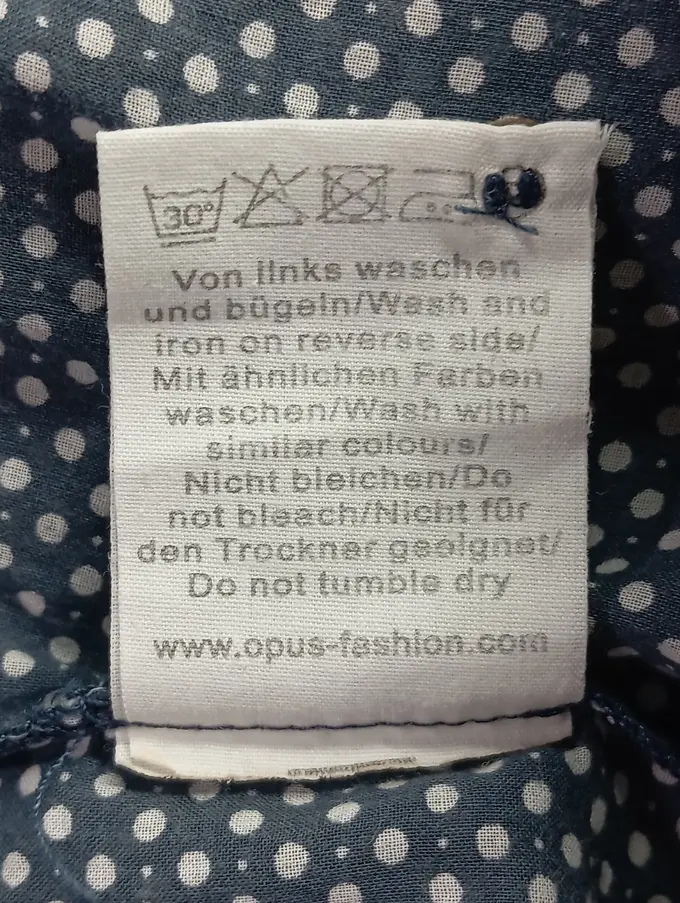 30°
Von links waschen
und bügeln/Wash and
iron on reverse side/
Mit ähnlichen Farben
waschen/Wash with
similar colours/
Nicht bleichen/Do
not bleach/Nicht für
den Trockner geeignet/
Do not tumble dry
www.opus-fashion.com